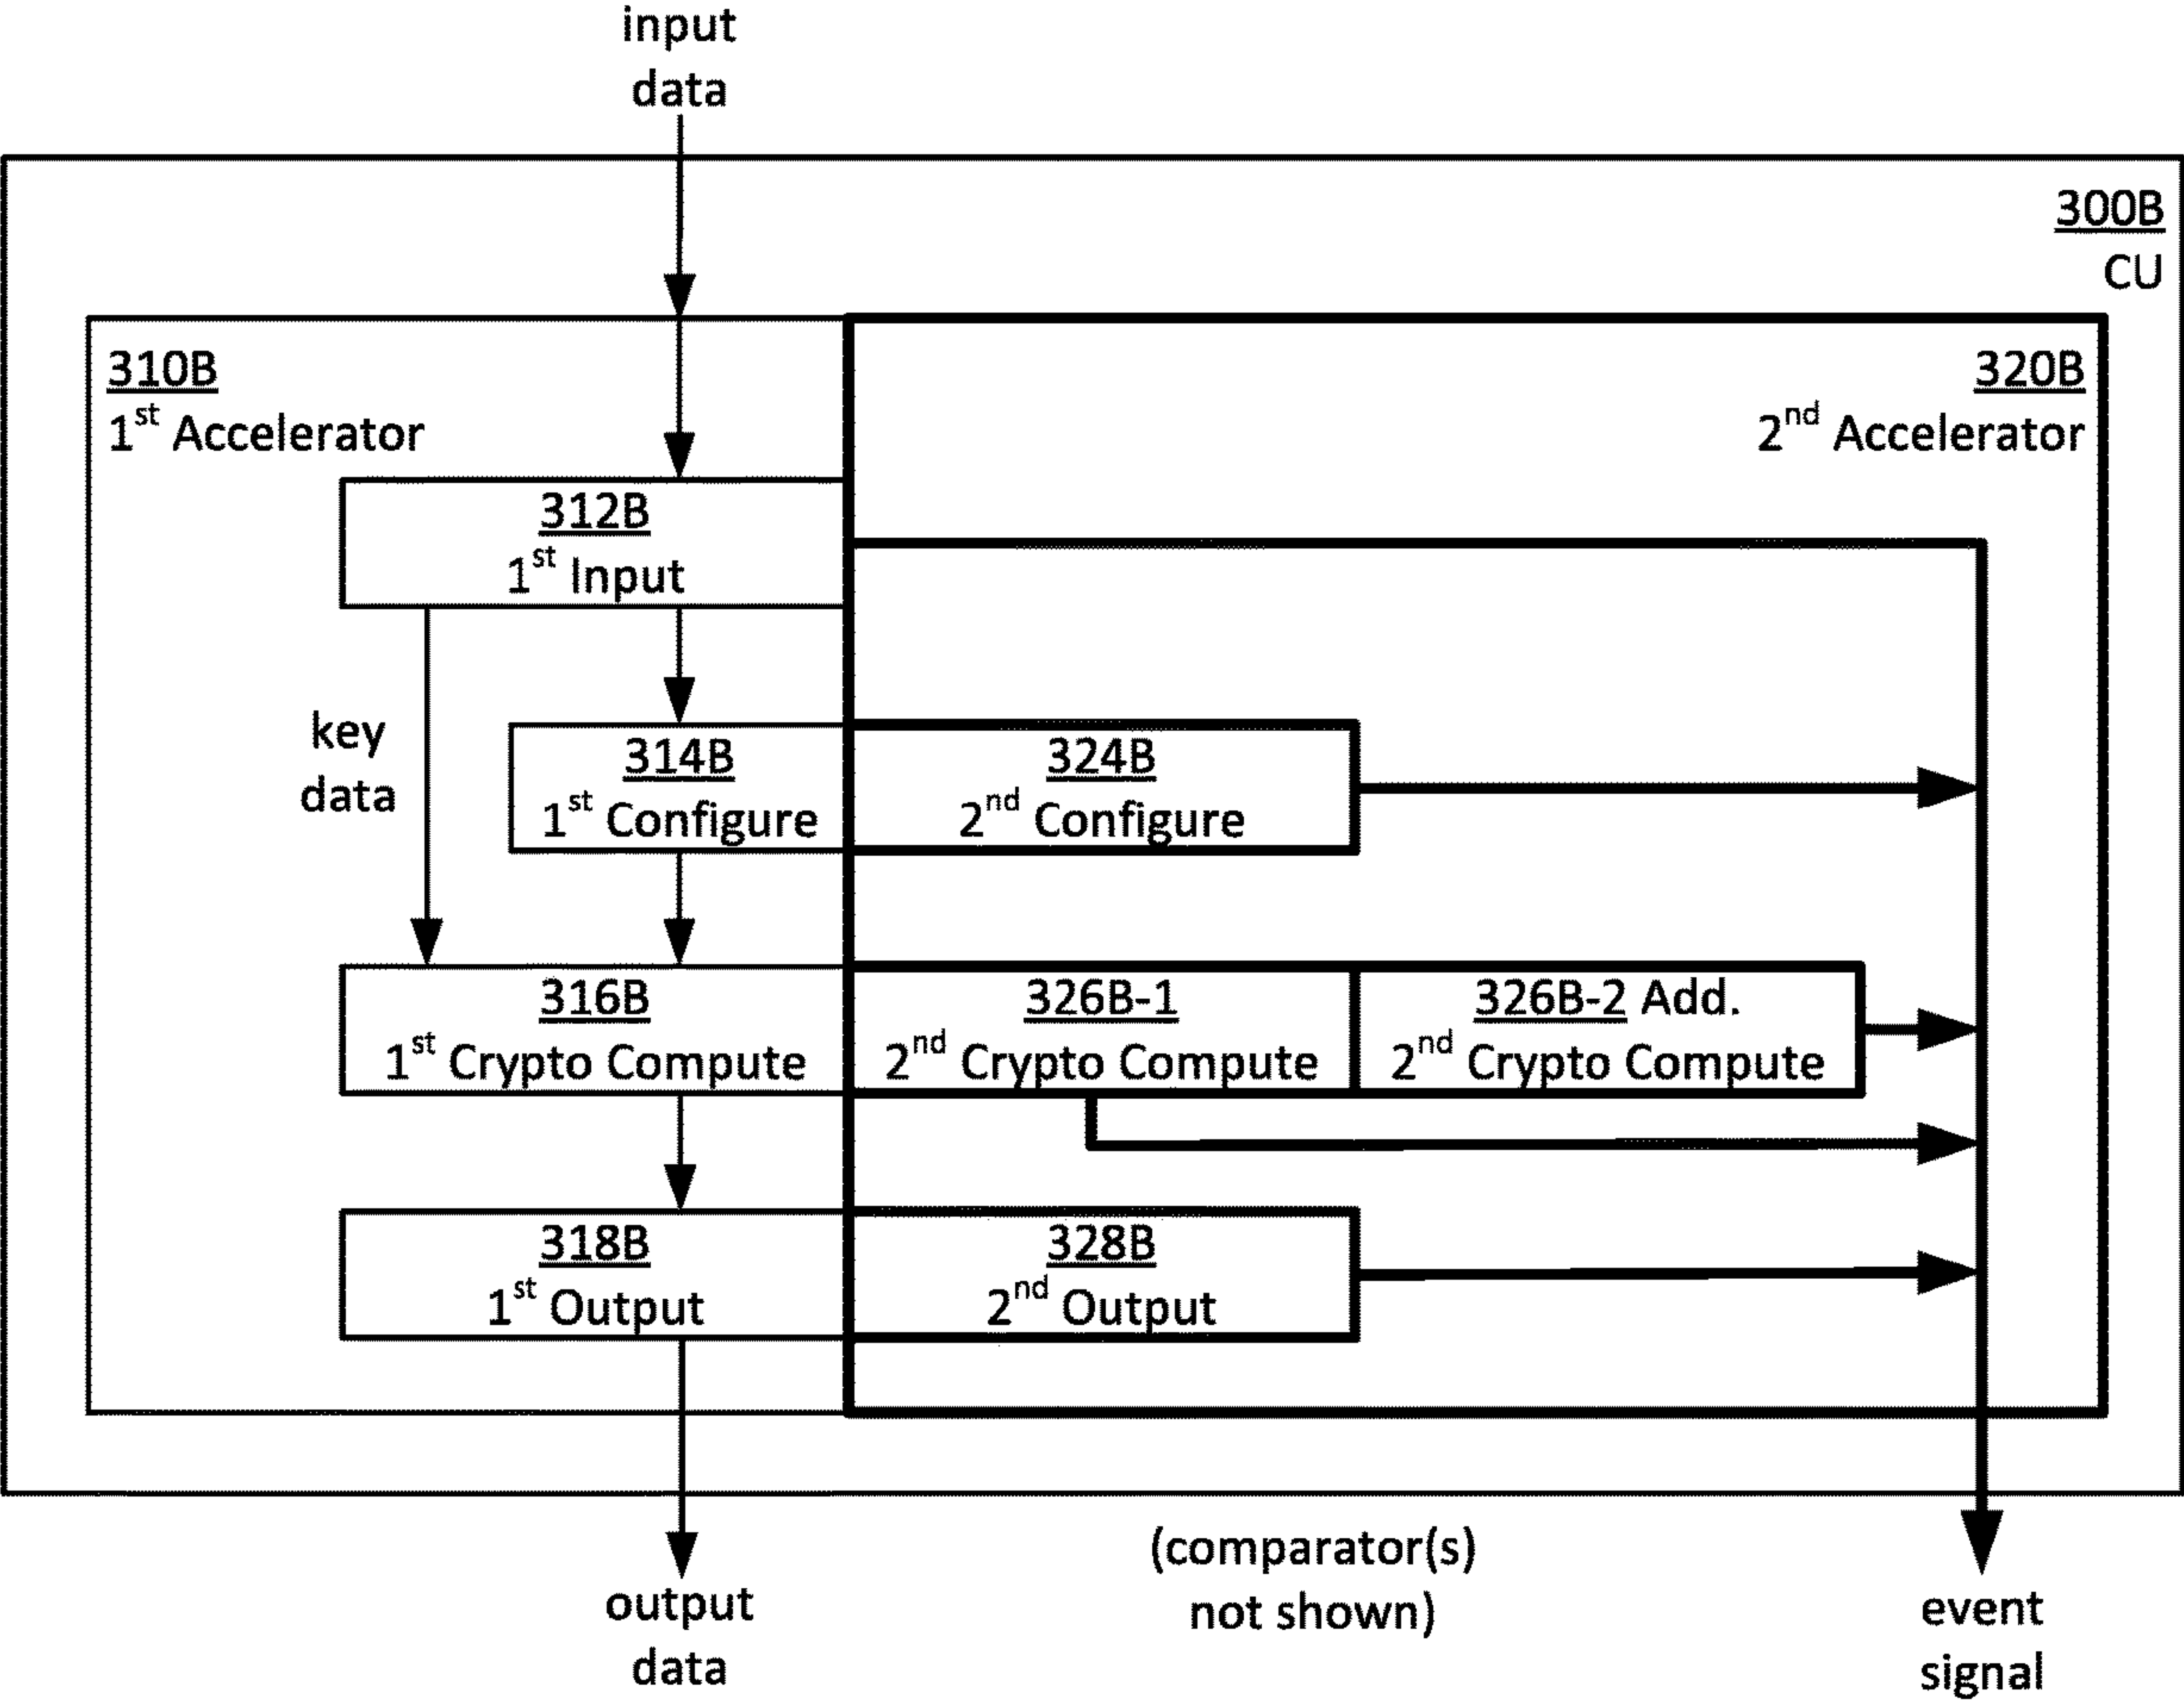 input
data
300B
CU
310B
1st Accelerator
320B
2nd Accelerator
312B
1st Input
key
data
314B
1st Configure
324B
2nd Configure
316B
1st Crypto Compute
326B-1
2nd Crypto Compute
326B-2 Add.
2nd Crypto Compute
318B
1st Output
328B
2nd Output
(comparator(s)
not shown)
output
data
event
signal